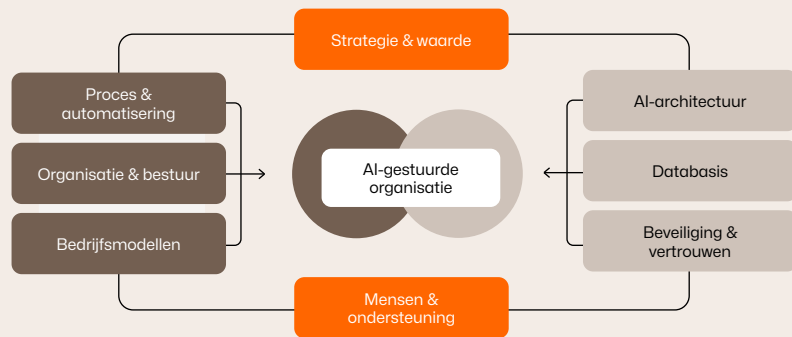 Strategie & waarde
Proces &
automatisering
Organisatie & bestuur
Bedrijfsmodellen
AI-gestuurde
organisatie
AI-architectuur
Databasis
Beveiliging &
vertrouwen
Mensen &
ondersteuning